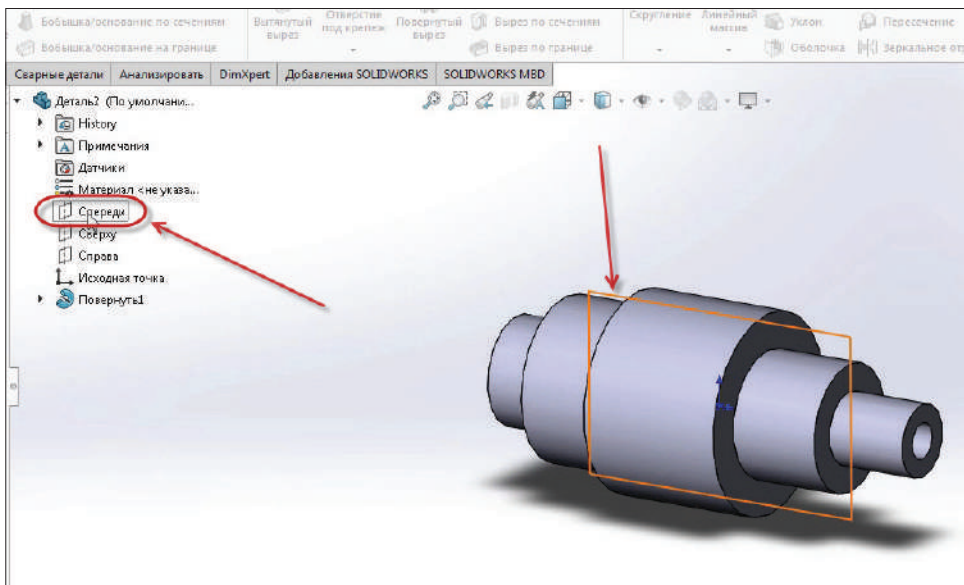 Бобышка/основание по сечениям
Вытянутый вырез
Отверстие под крепеж
Повернутый вырез
Вырез по сечениям
Скругление
Линейный массив
Уклон
Пересечение
Бобышка/основание на границе
Вырез по границе
Оболочка
Зеркальное от
Сварные детали Анализировать DimXpert Добавления SOLIDWORKS SOLIDWORKS MBD
Деталь2 (По умолчани...
History
Примечания
Датчики
Материал <не указа...
Спереди
Сверху
Справа
Исходная точка
Повернуть1